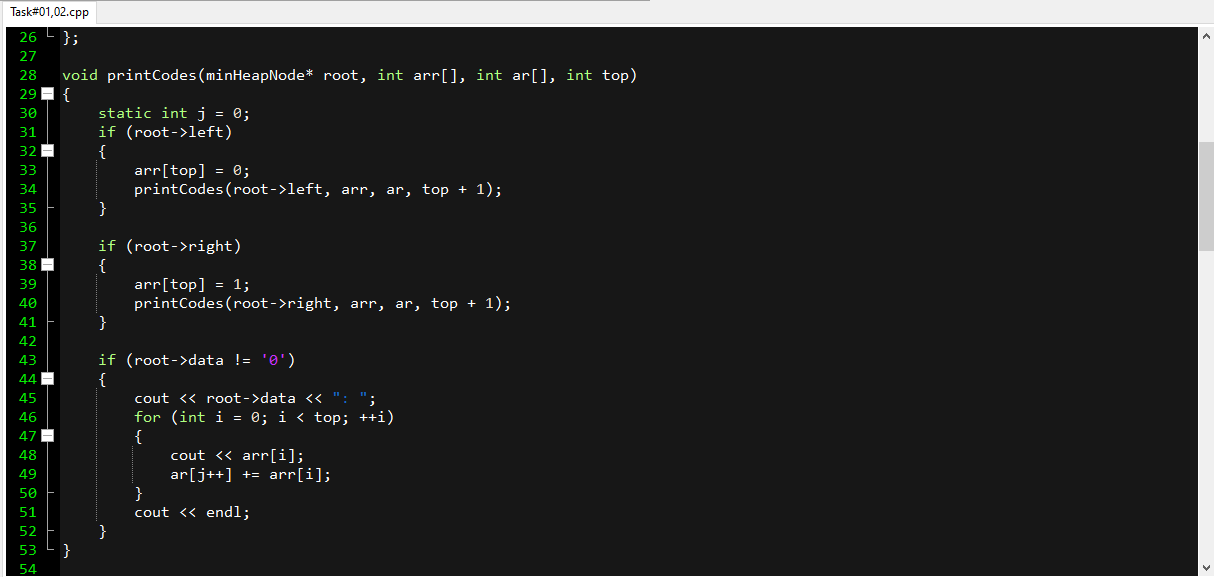 Task#01,02.cpp
26 };
27
28 void printCodes(minHeapNode* root, int arr[], int ar[], int top)
29 {
30     static int j = 0;
31     if (root->left)
32     {
33         arr[top] = 0;
34         printCodes(root->left, arr, ar, top + 1);
35     }
36
37     if (root->right)
38     {
39         arr[top] = 1;
40         printCodes(root->right, arr, ar, top + 1);
41     }
42
43     if (root->data != '0')
44     {
45         cout << root->data << ": ";
46         for (int i = 0; i < top; ++i)
47         {
48             cout << arr[i];
49             ar[j++] += arr[i];
50         }
51         cout << endl;
52     }
53 }
54